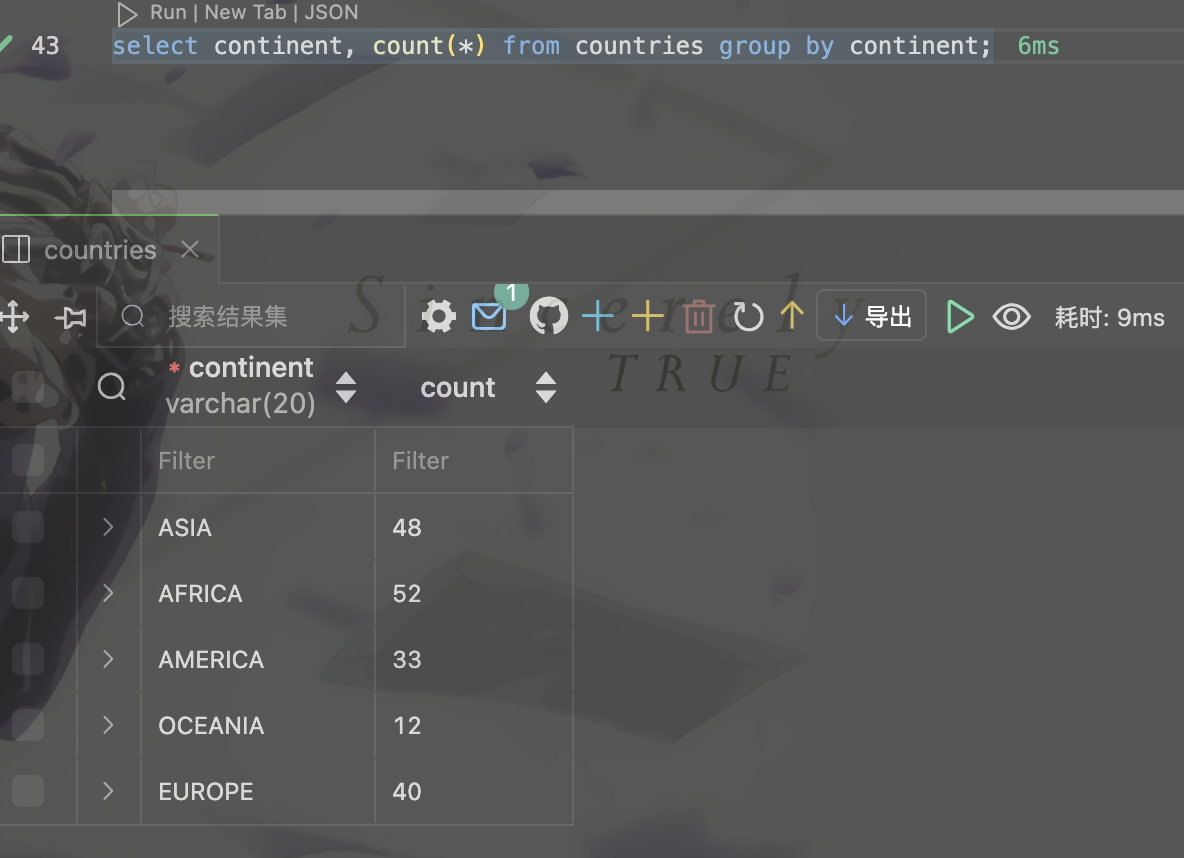 Run | New Tab | JSON
43 select continent, count(*) from countries group by continent; 6ms
countries
Sincerely
搜索结果集 1 导出 耗时: 9ms
TRUE
* continent count
varchar(20)
Filter Filter
ASIA 48
AFRICA 52
AMERICA 33
OCEANIA 12
EUROPE 40